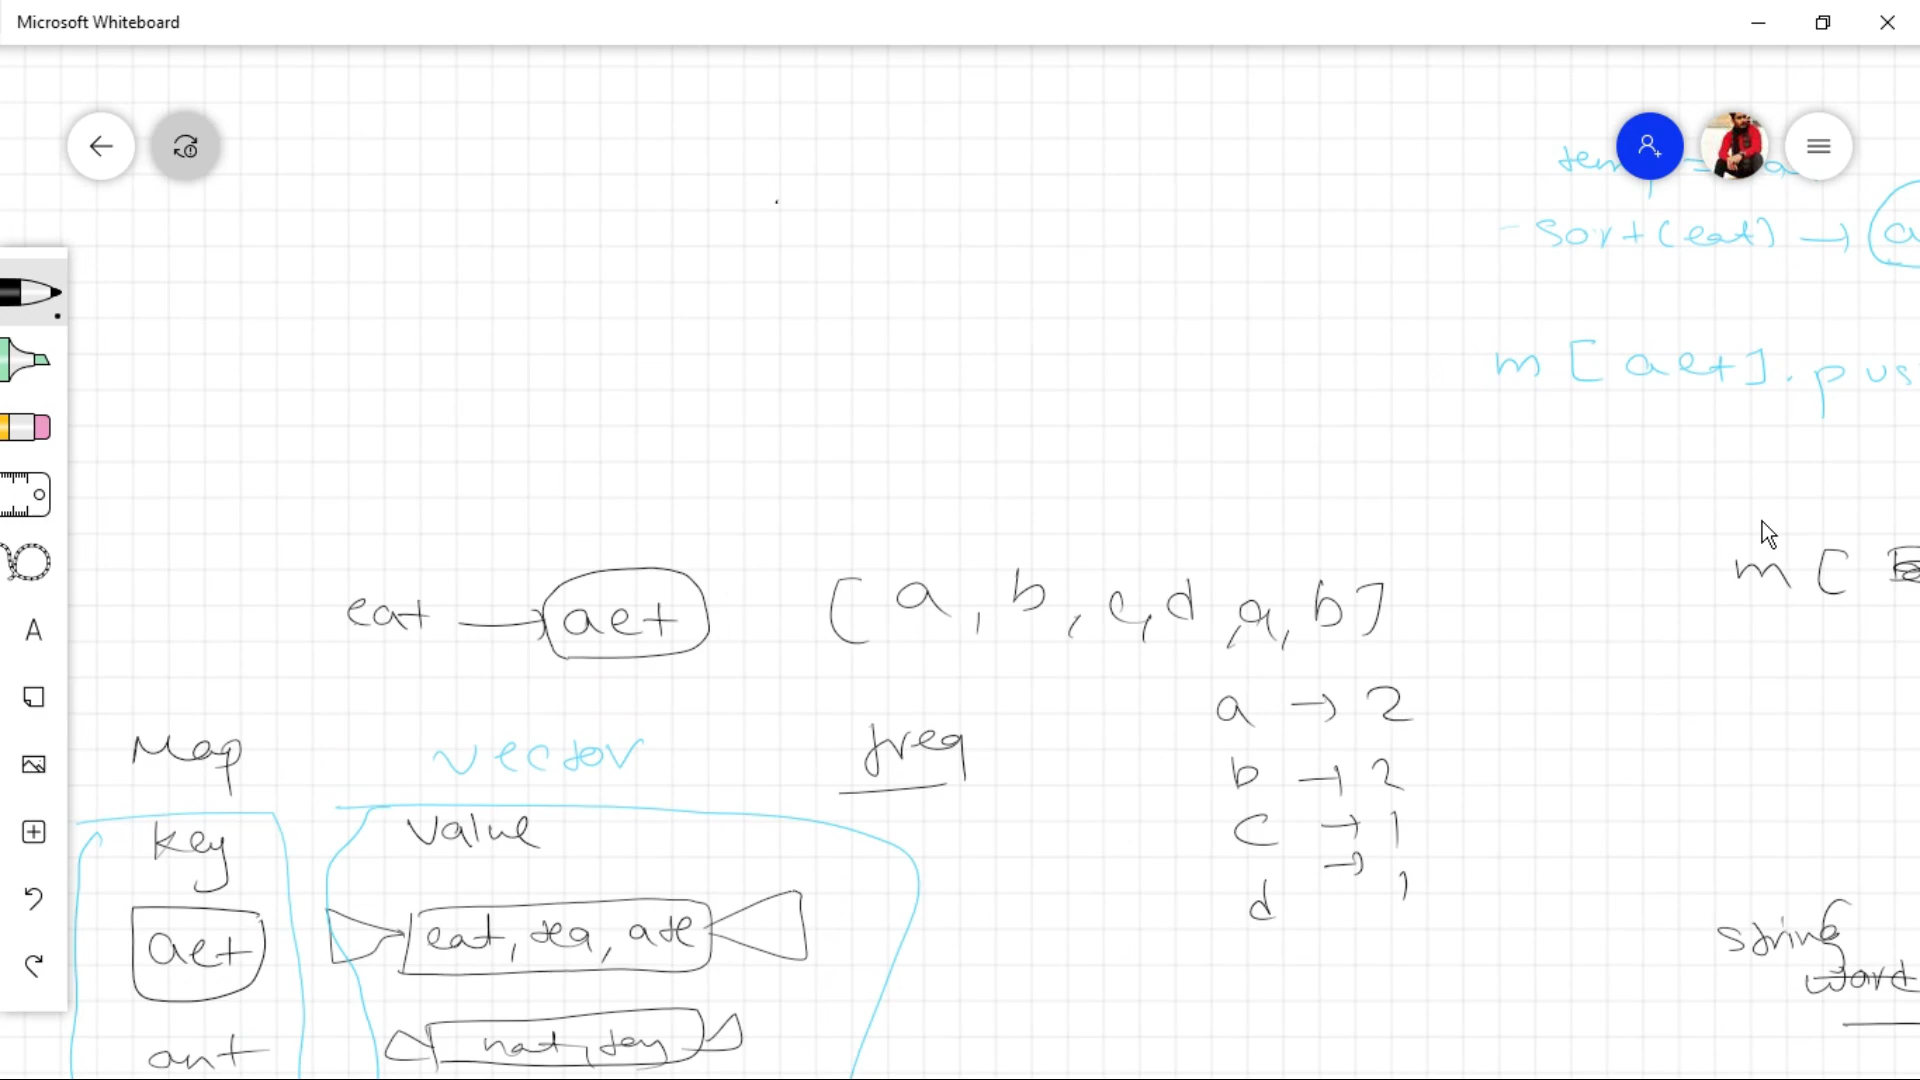 Microsoft Whiteboard
- sort(eat) → a
m [ aet ] . pus
m [
eat → aet [ a, b, c, d, a, b ]
a → 2
Map vector freq b → 2
key value c → 1
d → 1
aet eat, tea, ate
string
word
ant nat,
A